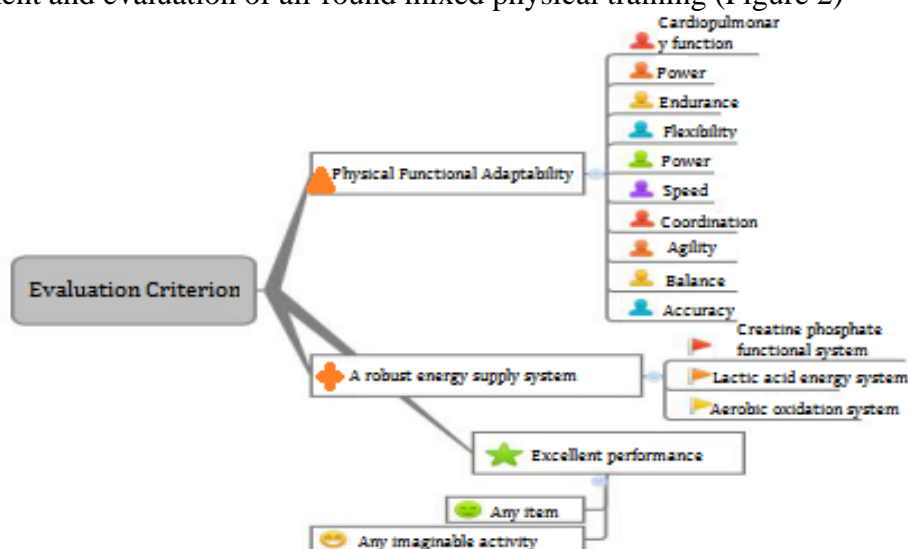 ent and evaluation of all-round mixed physical training (Figure 2)
Cardiopulmonar
y function
Power
Endurance
Flexibility
Physical Functional Adaptability
Power
Speed
Coordination
Agility
Evaluation Criterion
Balance
Accuracy
Creatine phosphate
functional system
A robust energy supply system
Lactic acid energy system
Aerobic oxidation system
Excellent performance
Any item
Any imaginable activity